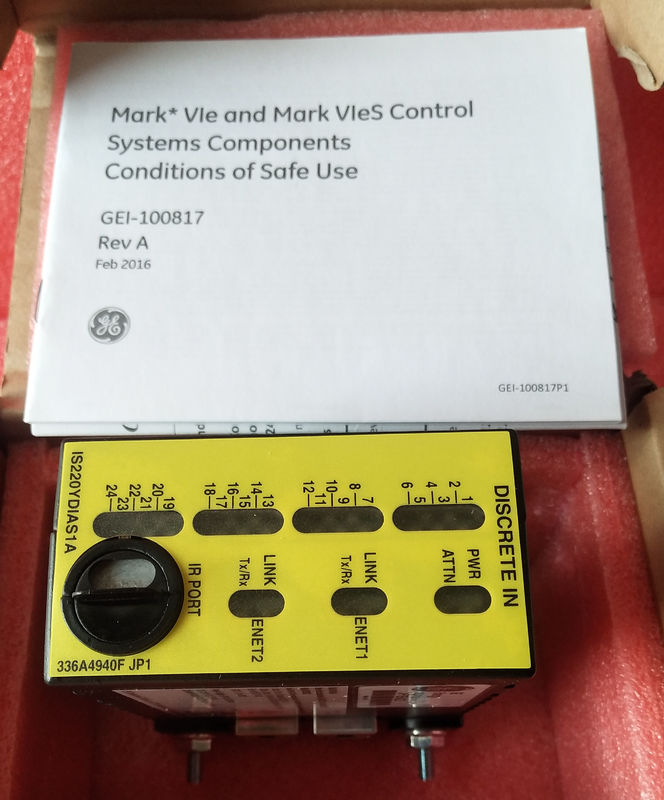 Mark* VIe and Mark VIeS Control
Systems Components
Conditions of Safe Use
GEI-100817
Rev A
Feb 2016
GE
GEI-100817P1
DISCRETE IN
1
2
3
4
5
6
7
8
9
10
11
12
13
14
15
16
17
18
19
20
21
22
23
24
PWR
ATTN
LINK
Tx/Rx
ENET1
LINK
Tx/Rx
ENET2
IR PORT
IS220YDIAS1A
336A4940F JP1